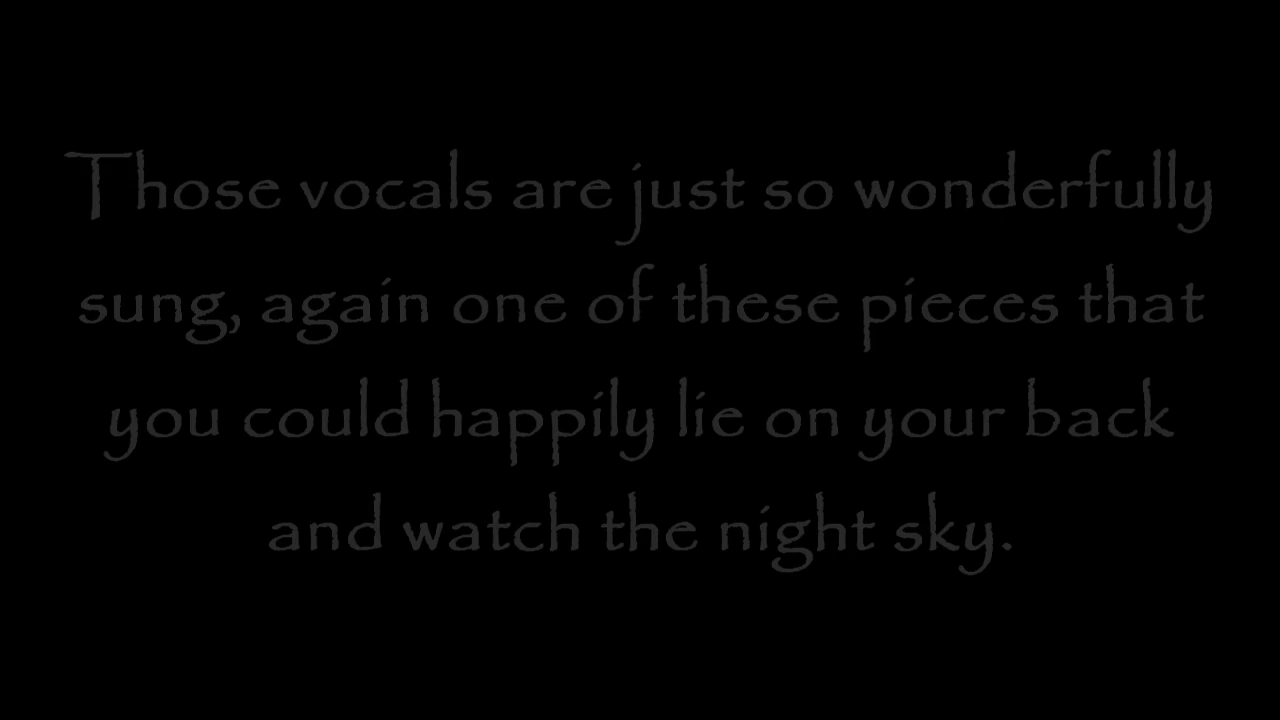 Those vocals are just so wonderfully
sung, again one of these pieces that
you could happily lie on your back
and watch the night sky.